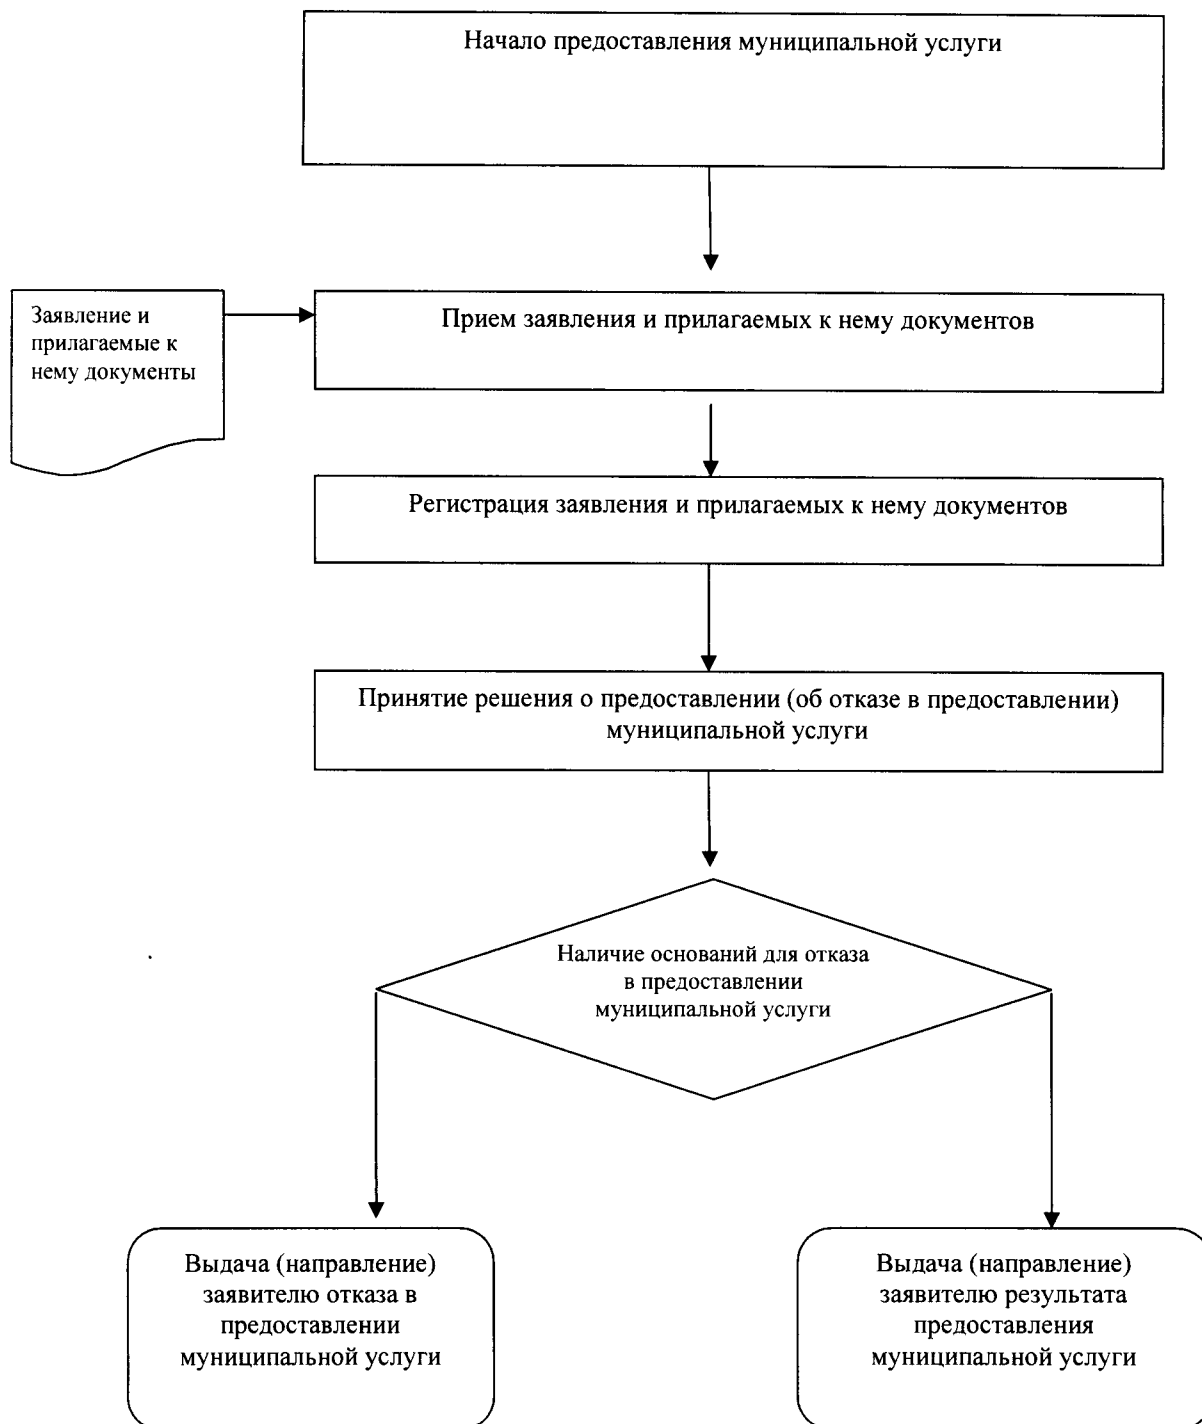 Начало предоставления муниципальной услуги
Заявление и
прилагаемые к
нему документы
Прием заявления и прилагаемых к нему документов
Регистрация заявления и прилагаемых к нему документов
Принятие решения о предоставлении (об отказе в предоставлении)
муниципальной услуги
Наличие оснований для отказа
в предоставлении
муниципальной услуги
Выдача (направление)
заявителю отказа в
предоставлении
муниципальной услуги
Выдача (направление)
заявителю результата
предоставления
муниципальной услуги